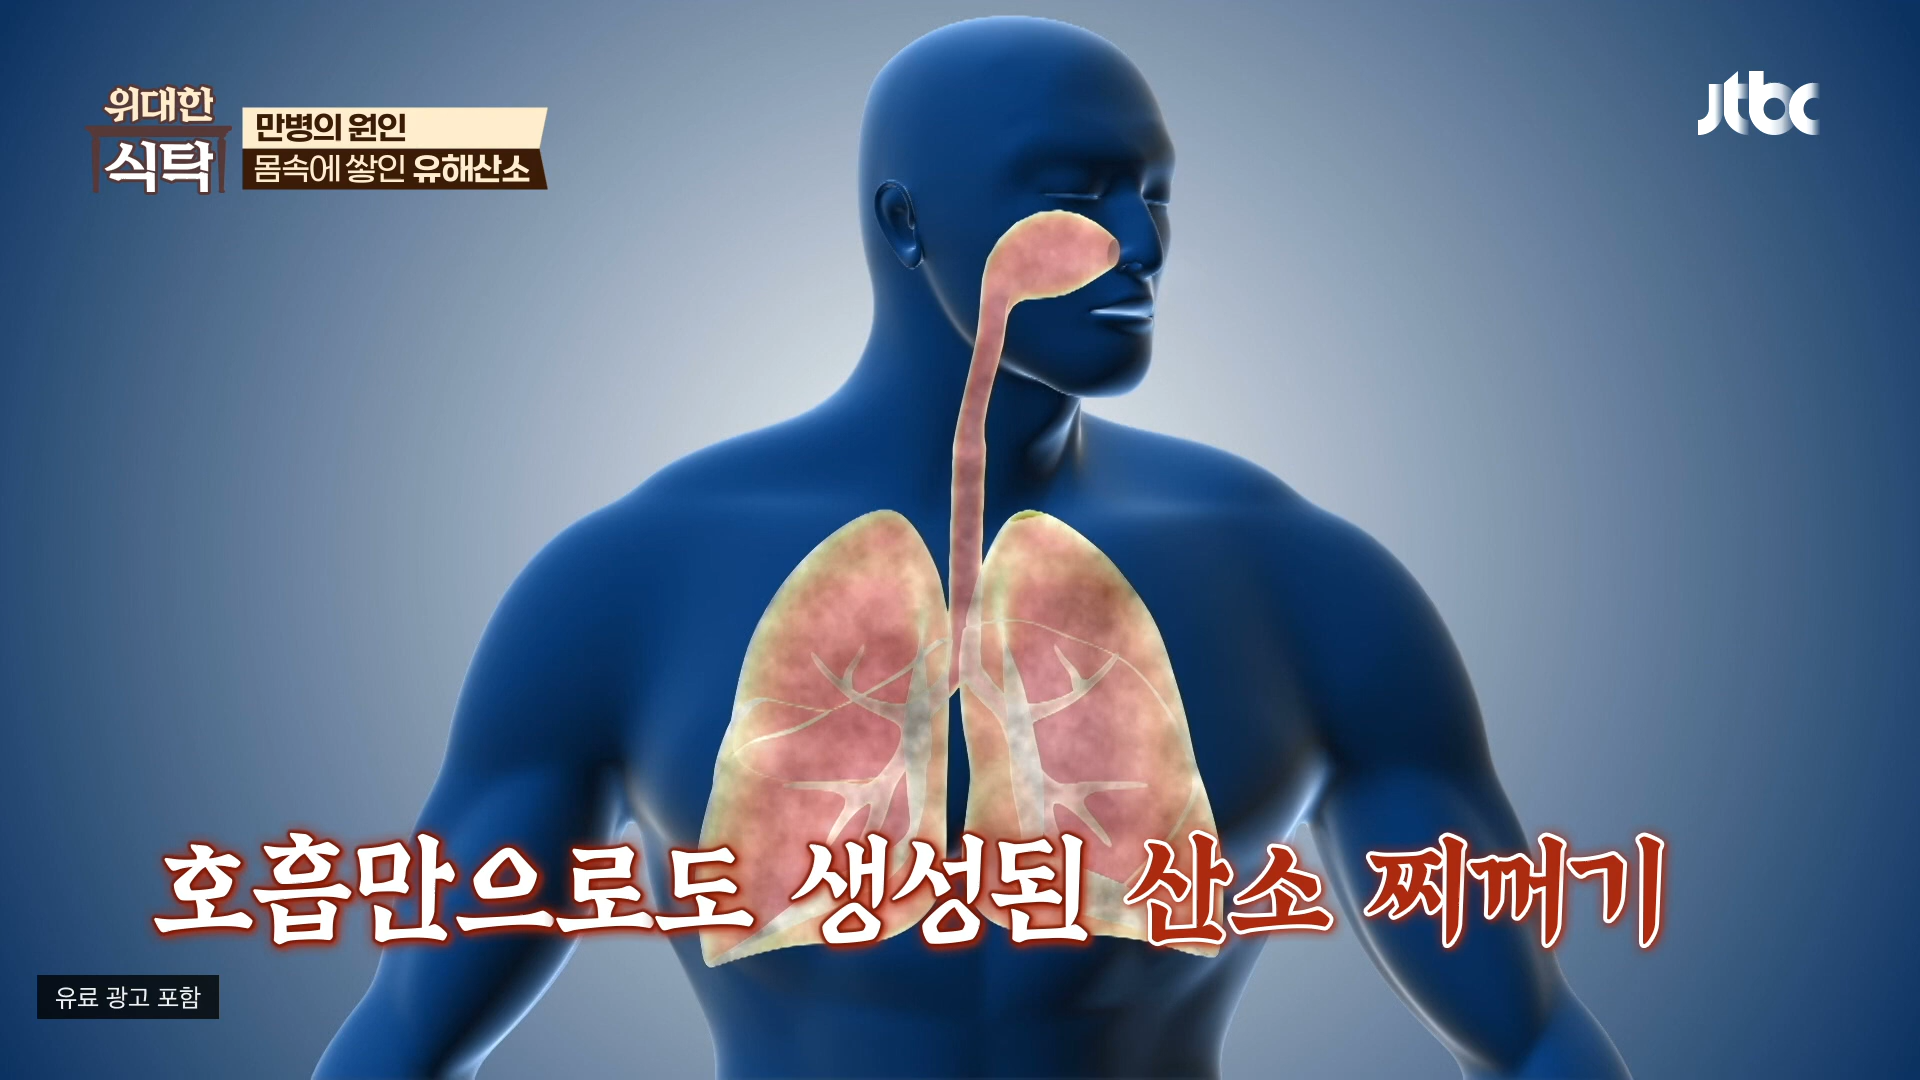 위대한
식탁
만병의 원인
몸속에 쌓인 유해산소
jtbc
호흡만으로도 생성된 산소 찌꺼기
유료 광고 포함